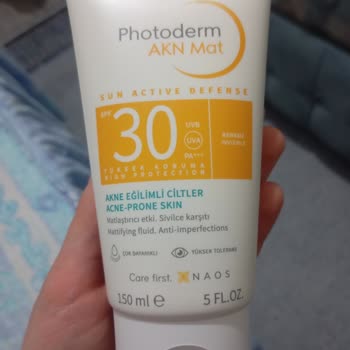 Photoderm
AKN Mat
SUN ACTIVE DEFENSE
SPF 30 UVB
UVA
PA+++
YÜKSEK KORUMA
HIGH PROTECTION
INVISIBLE
AKNE EĞİLİMLİ CİLTLER
ACNE-PRONE SKIN
Matlaştırıcı etki. Sivilce karşıtı
Mattifying fluid. Anti-imperfections
ÇOK DAYANIKLI
YÜKSEK TOLERANS
Care first. NAOS
150 ml e 5 FL.OZ.